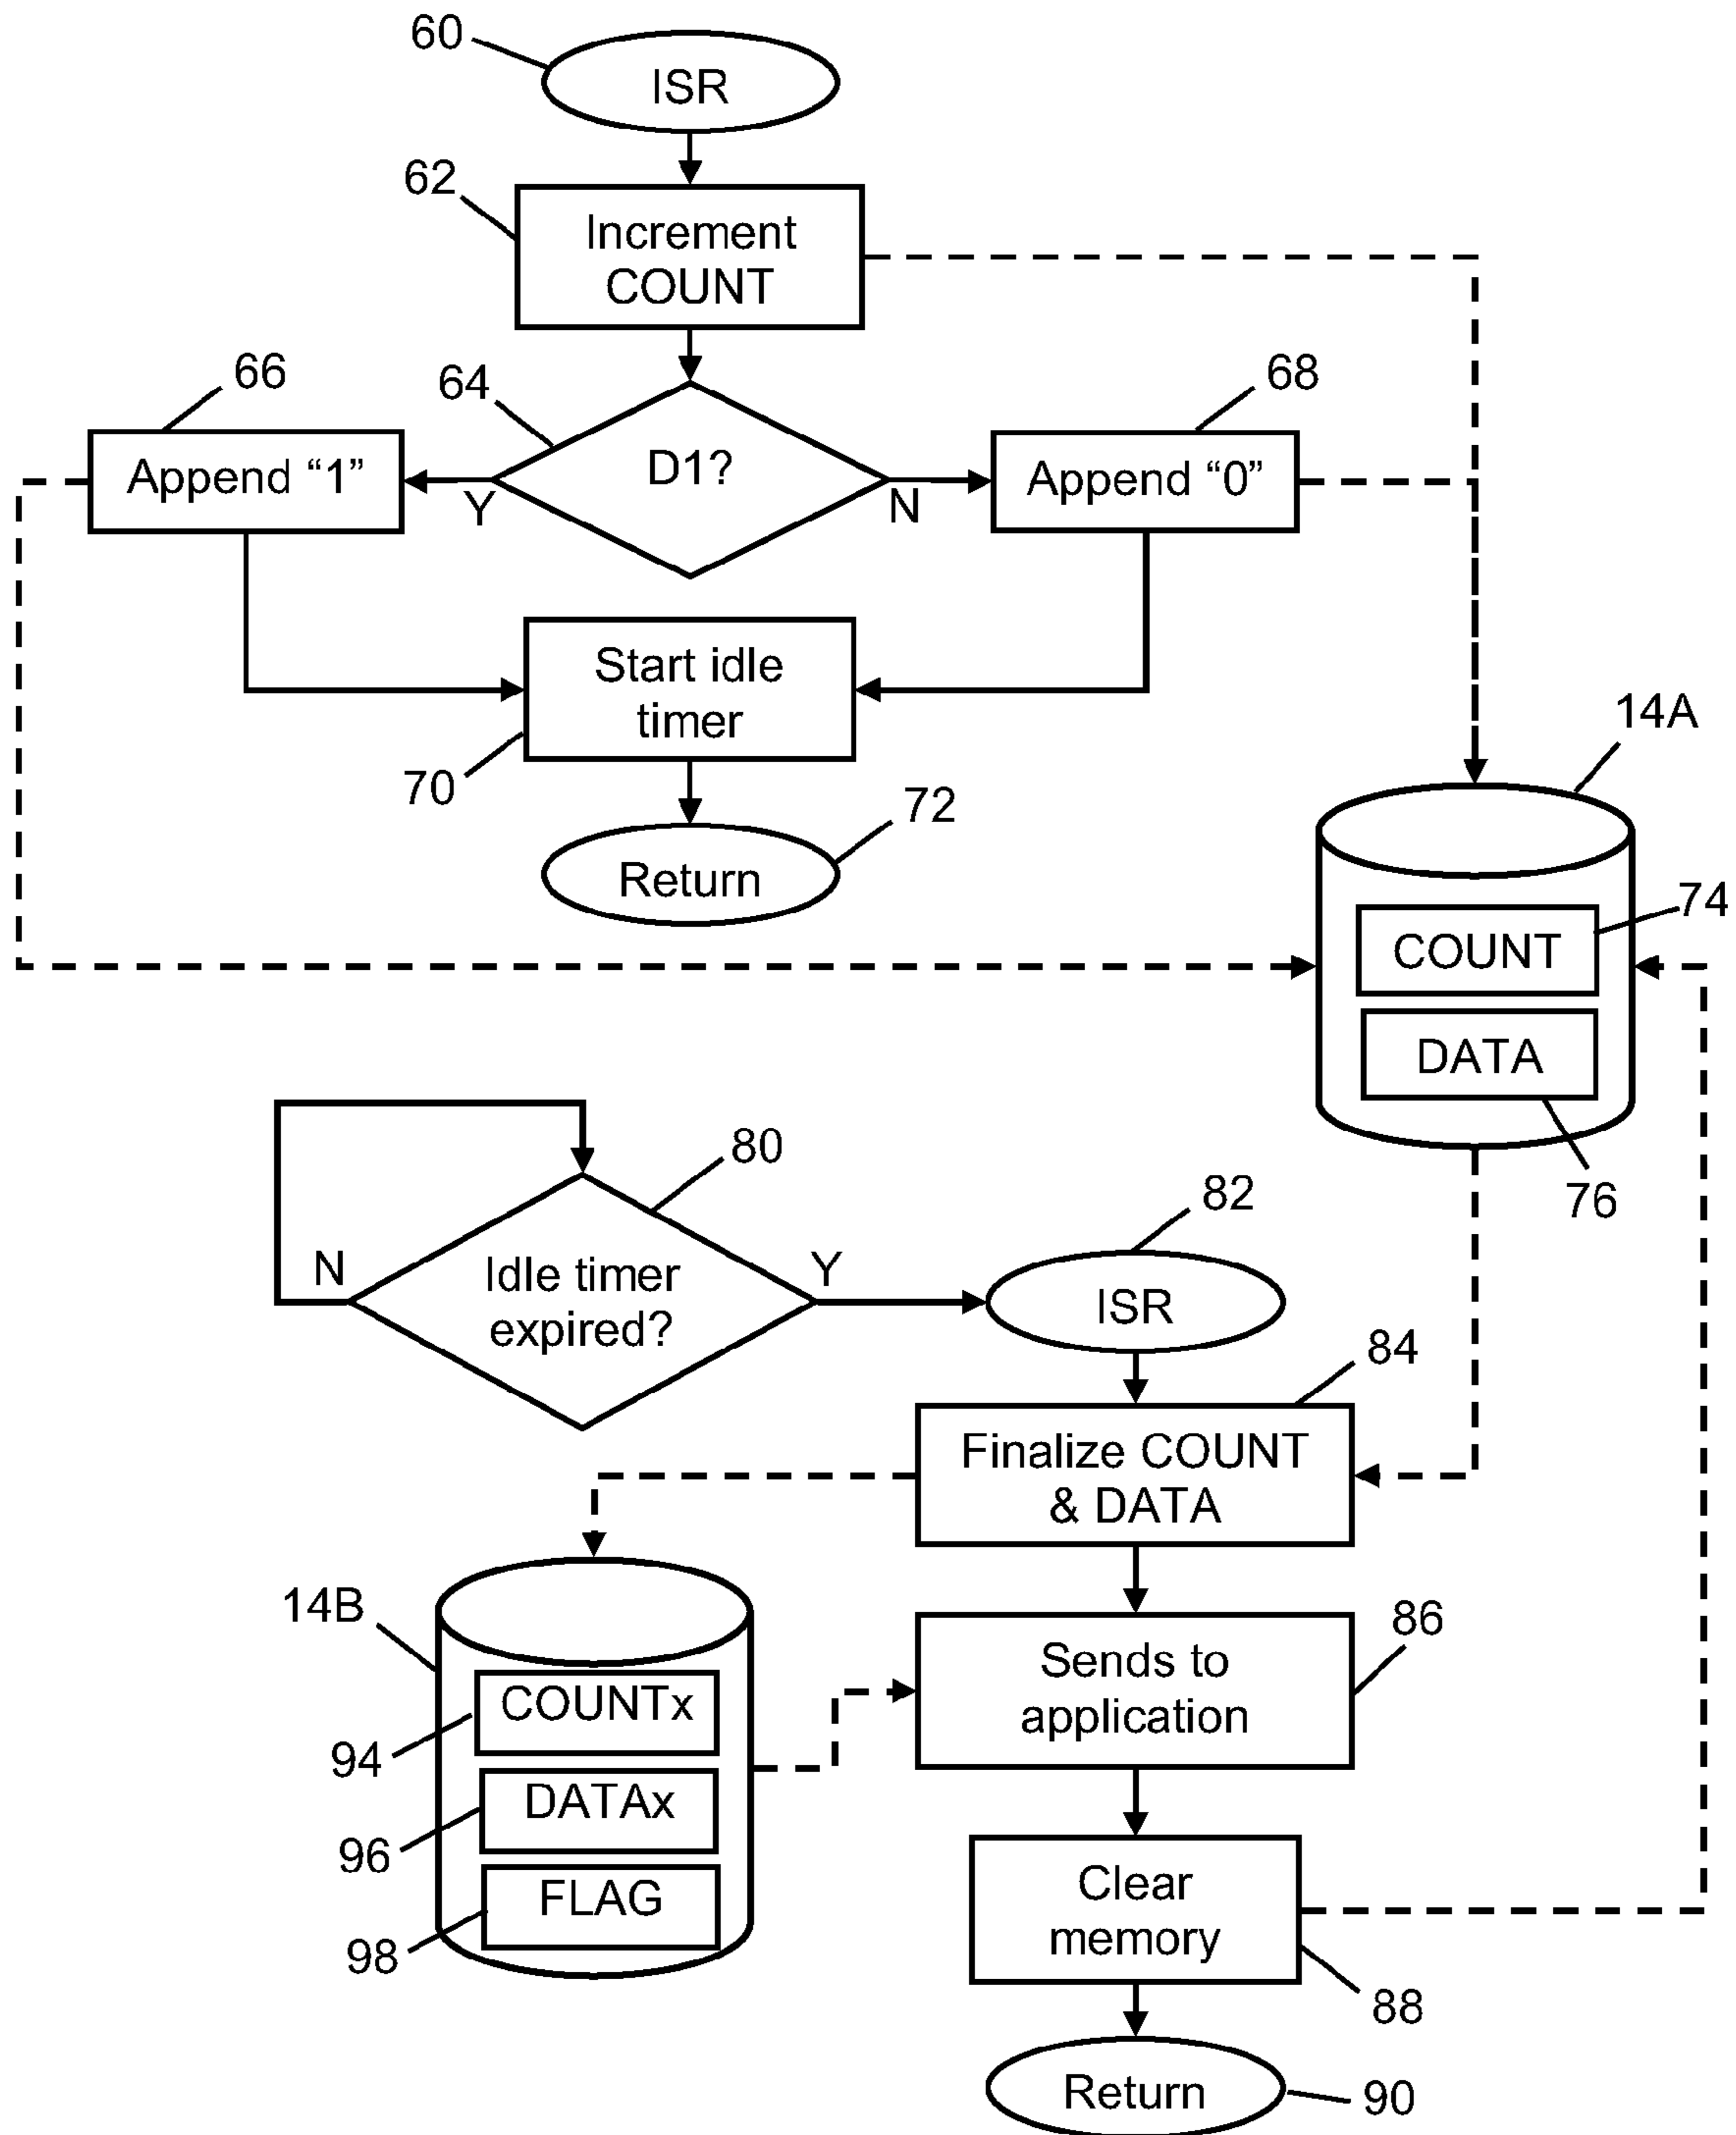 60
ISR
62
Increment
COUNT
66
64
68
Append “1”
D1?
Append “0”
Y
N
Start idle
timer
70
14A
72
Return
74
COUNT
DATA
76
80
82
N
Idle timer
expired?
Y
ISR
84
Finalize COUNT
& DATA
14B
86
Sends to
application
COUNTx
94
DATAx
96
FLAG
98
Clear
memory
88
Return
90